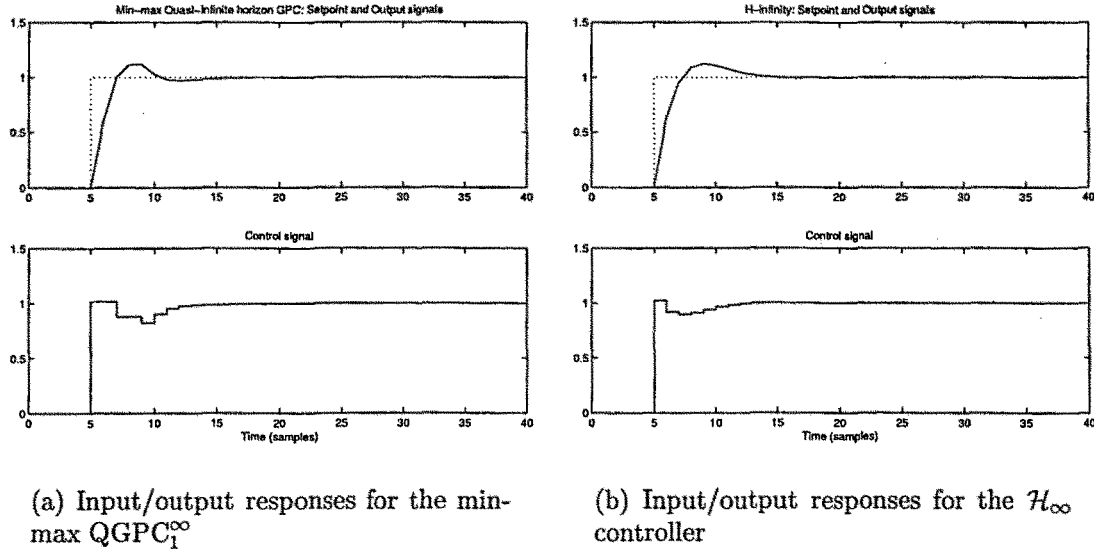 Min-max Quasi-Infinite horizon GPC: Setpoint and Output signals
1.5
1
0.5
0
0 5 10 15 20 25 30 35 40
Control signal
1.5
1
0.5
0
0 5 10 15 20 25 30 35 40
Time (samples)
(a) Input/output responses for the min-
max QGPC₁^∞
H-infinity: Setpoint and Output signals
1.5
1
0.5
0
0 5 10 15 20 25 30 35 40
Control signal
1.5
1
0.5
0
0 5 10 15 20 25 30 35 40
Time (samples)
(b) Input/output responses for the ℋ∞
controller